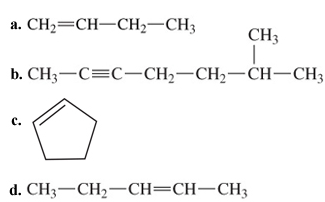 a. CH₂=CH—CH₂—CH₃
CH₃
b. CH₃—C≡C—CH₂—CH₂—CH—CH₃
c.
d. CH₃—CH₂—CH=CH—CH₃